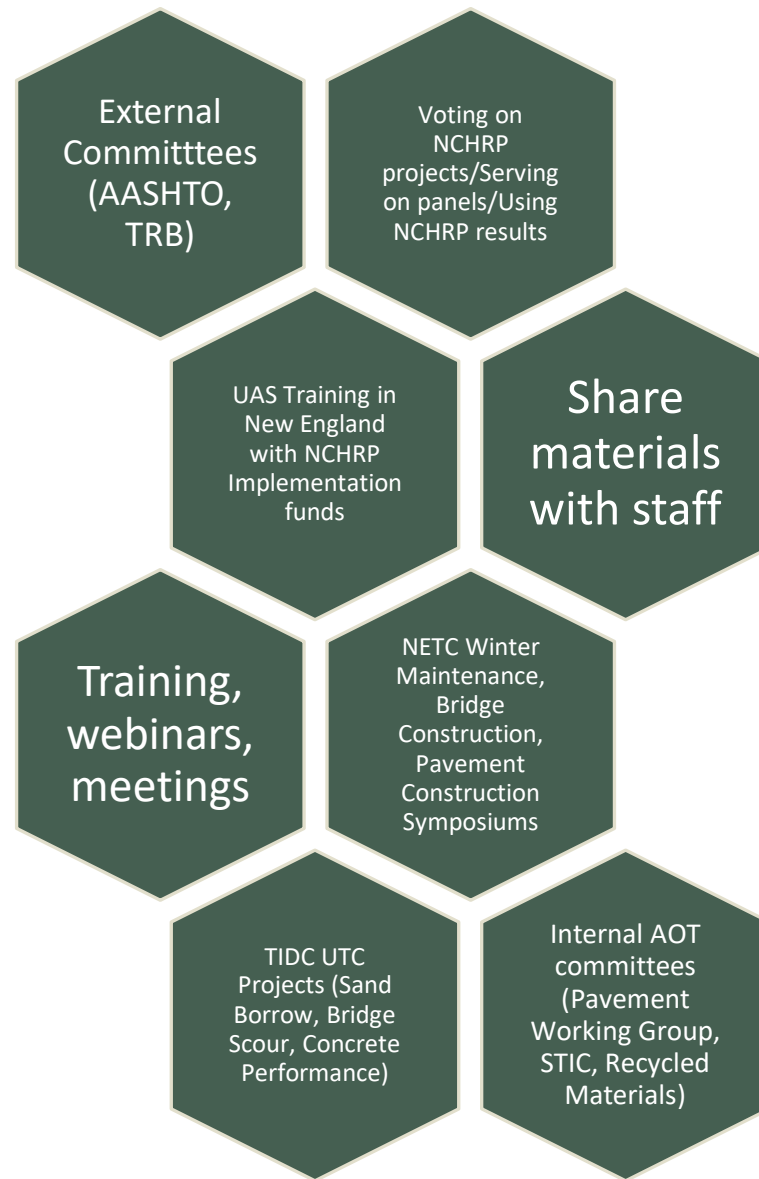 External
Committtees
(AASHTO,
TRB)
Voting on
NCHRP
projects/Serving
on panels/Using
NCHRP results
UAS Training in
New England
with NCHRP
Implementation
funds
Share
materials
with staff
Training,
webinars,
meetings
NETC Winter
Maintenance,
Bridge
Construction,
Pavement
Construction
Symposiums
TIDC UTC
Projects (Sand
Borrow, Bridge
Scour, Concrete
Performance)
Internal AOT
committees
(Pavement
Working Group,
STIC, Recycled
Materials)